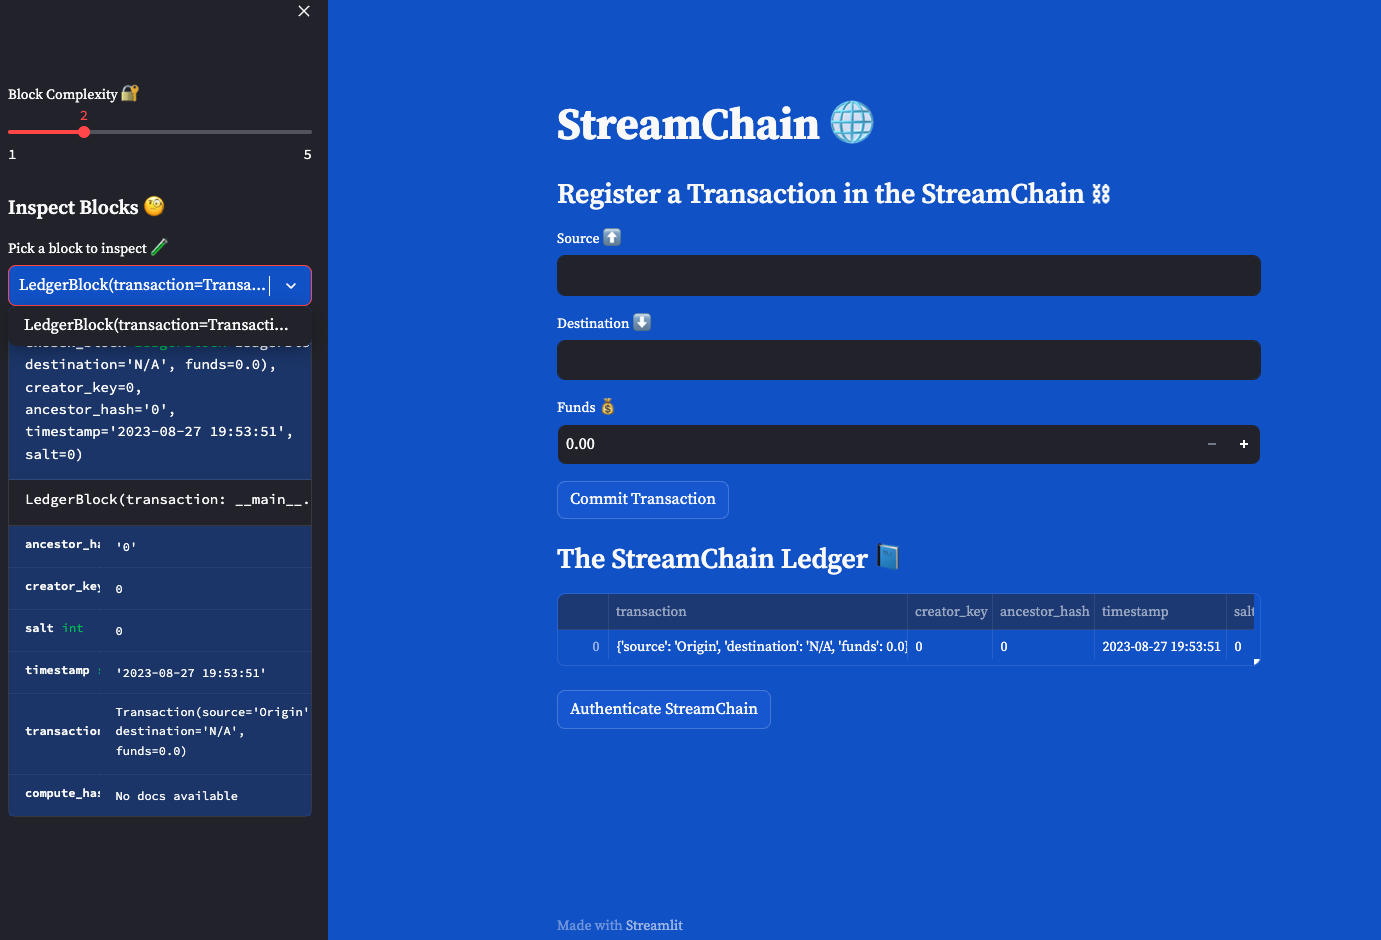 Block Complexity
2
1 5
Inspect Blocks
Pick a block to inspect
LedgerBlock(transaction=Transa...
LedgerBlock(transaction=Transacti...
destination='N/A', funds=0.0),
creator_key=0,
ancestor_hash='0',
timestamp='2023-08-27 19:53:51',
salt=0)
LedgerBlock(transaction: __main__.
ancestor_ha '0'
creator_key 0
salt int 0
timestamp '2023-08-27 19:53:51'
Transaction(source='Origin'
transaction destination='N/A',
funds=0.0)
compute_has No docs available
StreamChain
Register a Transaction in the StreamChain
Source
Destination
Funds
0.00
Commit Transaction
The StreamChain Ledger
transaction creator_key ancestor_hash timestamp salt
0 {'source': 'Origin', 'destination': 'N/A', 'funds': 0.0} 0 0 2023-08-27 19:53:51 0
Authenticate StreamChain
Made with Streamlit